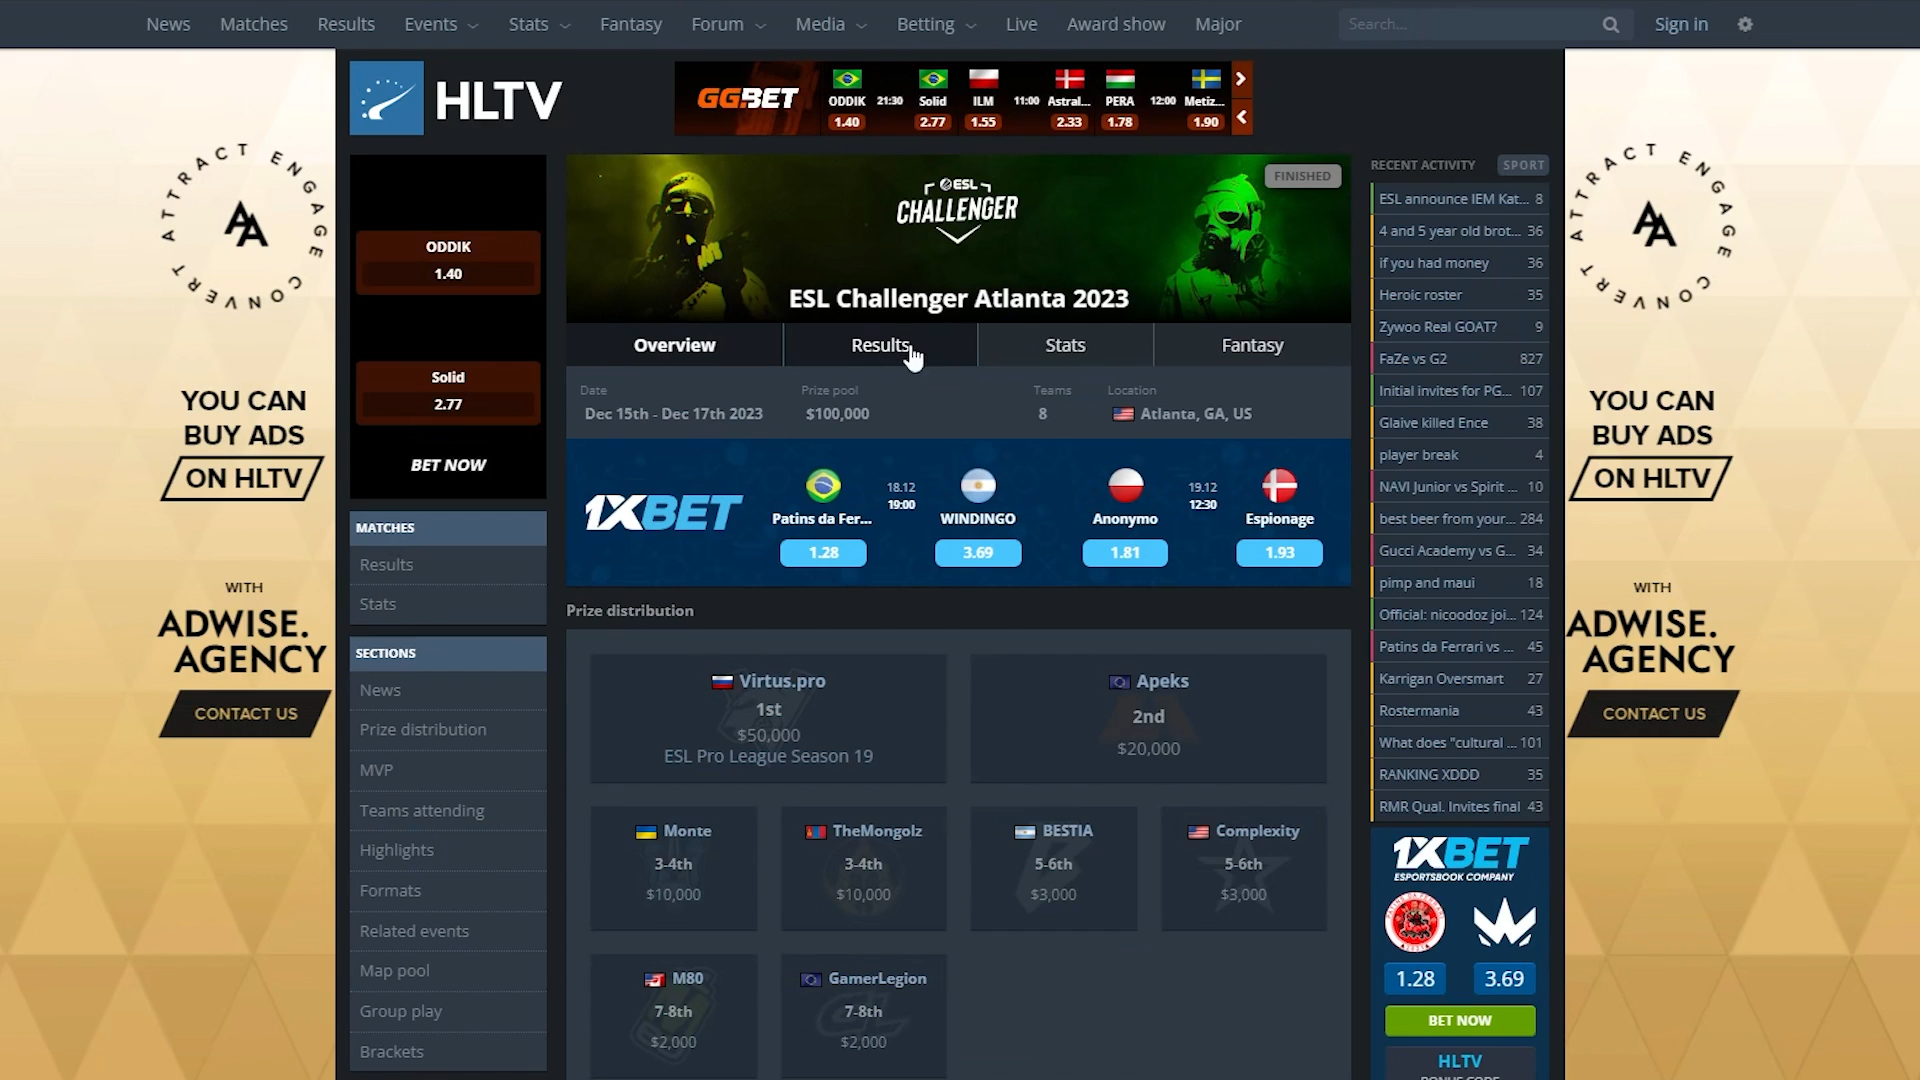 News Matches Results Events Stats Fantasy Forum Media Betting Live Award show Major Search... Sign in
HLTV
GGBET ODDIK 21:30 Solid ILM 11:00 Astral... PERA 12:00 Metiz...
1.40 2.77 1.55 2.33 1.78 1.90
ATTRACT ENGAGE CONVERT
AA
YOU CAN
BUY ADS
ON HLTV
WITH
ADWISE.
AGENCY
CONTACT US
ODDIK
1.40
Solid
2.77
BET NOW
MATCHES
Results
Stats
SECTIONS
News
Prize distribution
MVP
Teams attending
Highlights
Formats
Related events
Map pool
Group play
Brackets
FINISHED
ESL
CHALLENGER
ESL Challenger Atlanta 2023
Overview Results Stats Fantasy
Date Prize pool Teams Location
Dec 15th - Dec 17th 2023 $100,000 8 Atlanta, GA, US
1XBET
Patins da Fer... 18.12 19:00 WINDINGO
1.28 3.69
Anonymo 19.12 12:30 Espionage
1.81 1.93
Prize distribution
Virtus.pro
1st
$50,000
ESL Pro League Season 19
Apeks
2nd
$20,000
Monte
3-4th
$10,000
TheMongolz
3-4th
$10,000
BESTIA
5-6th
$3,000
Complexity
5-6th
$3,000
M80
7-8th
$2,000
GamerLegion
7-8th
$2,000
RECENT ACTIVITY SPORT
ESL announce IEM Kat... 8
4 and 5 year old brot... 36
if you had money 36
Heroic roster 35
Zywoo Real GOAT? 9
FaZe vs G2 827
Initial invites for PG... 107
Glaive killed Ence 38
player break 4
NAVI Junior vs Spirit ... 10
best beer from your... 284
Gucci Academy vs G... 34
pimp and maui 18
Official: nicoodoz joi... 124
Patins da Ferrari vs ... 45
Karrigan Oversmart 27
Rostermania 43
What does "cultural ... 101
RANKING XDDD 35
RMR Qual. Invites final 43
1XBET
ESPORTSBOOK COMPANY
1.28 3.69
BET NOW
HLTV
BONUS CODE
ATTRACT ENGAGE CONVERT
AA
YOU CAN
BUY ADS
ON HLTV
WITH
ADWISE.
AGENCY
CONTACT US